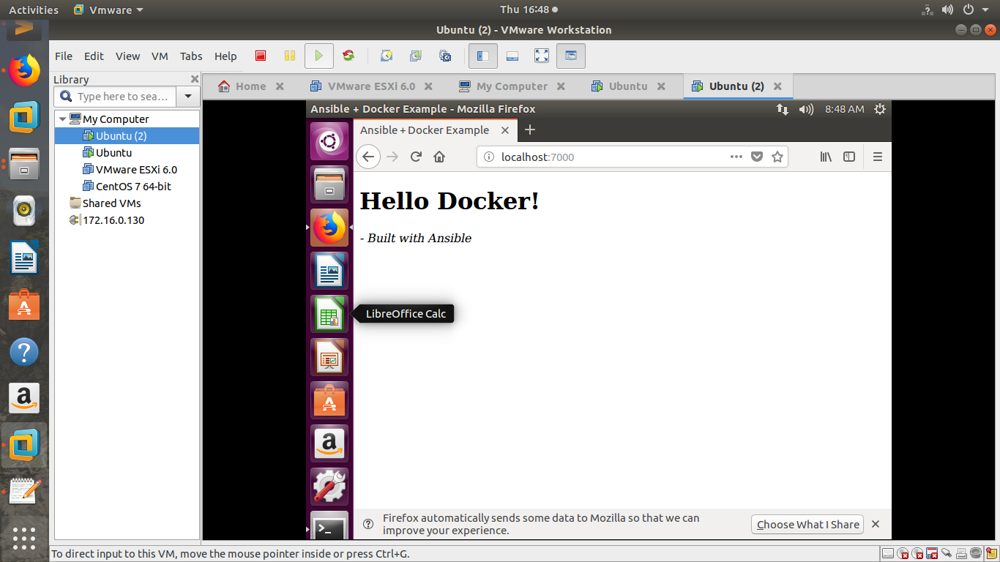 Activities Vmware Thu 16:48
Ubuntu (2) - VMware Workstation
File Edit View VM Tabs Help
Library
Type here to sea...
My Computer
Ubuntu (2)
Ubuntu
VMware ESXi 6.0
CentOS 7 64-bit
Shared VMs
172.16.0.130
Home VMware ESXi 6.0 My Computer Ubuntu Ubuntu (2)
Ansible + Docker Example - Mozilla Firefox 8:48 AM
Ansible + Docker Example
localhost:7000
Hello Docker!
- Built with Ansible
LibreOffice Calc
Firefox automatically sends some data to Mozilla so that we can
improve your experience.
Choose What I Share
To direct input to this VM, move the mouse pointer inside or press Ctrl+G.